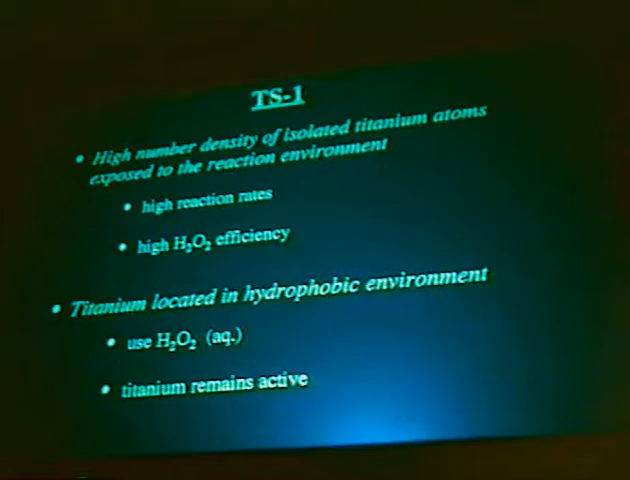 TS-1
• High number density of isolated titanium atoms
exposed to the reaction environment
• high reaction rates
• high H₂O₂ efficiency
• Titanium located in hydrophobic environment
• use H₂O₂ (aq.)
• titanium remains active